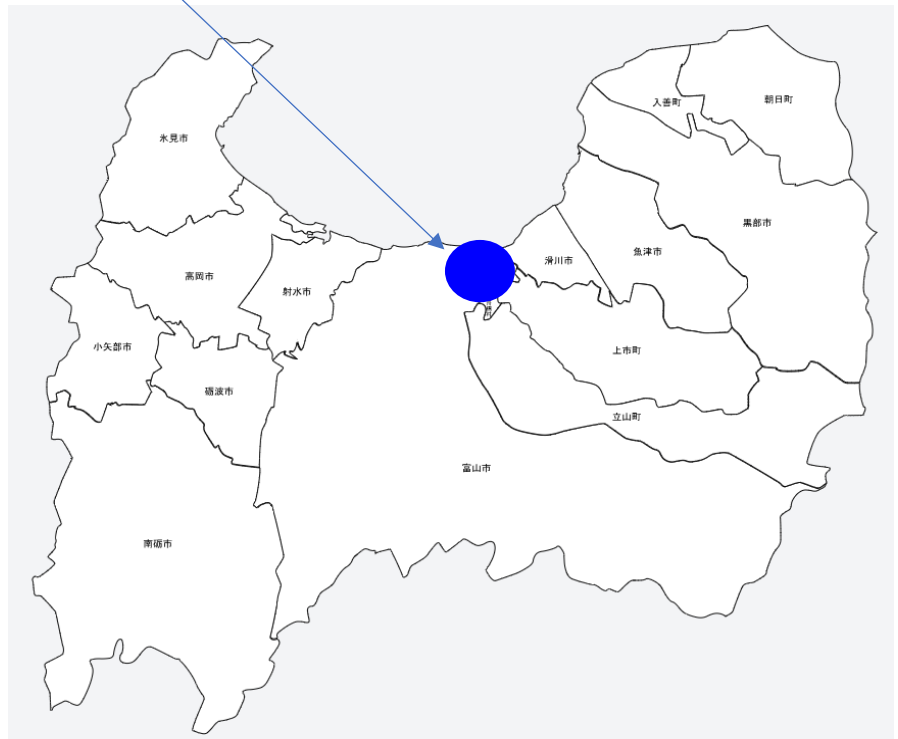 入善町
朝日町
氷見市
黒部市
魚津市
滑川市
高岡市
射水市
小矢部市
上市町
砺波市
立山町
富山市
南砺市